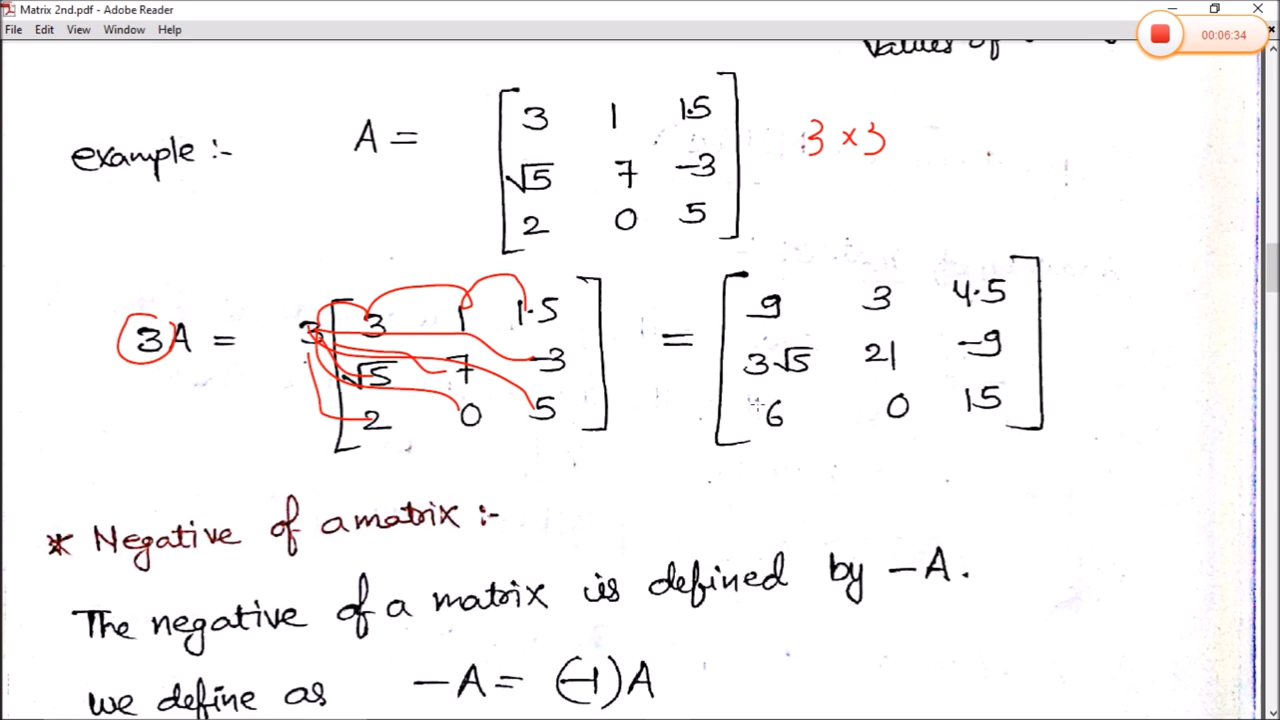 Matrix 2nd.pdf - Adobe Reader
File Edit View Window Help
00:06:34
values of
example :- A = [ 3 1 1.5 3 × 3
√5 7 -3
2 0 5 ]
3A = 3 [ 3 1 1.5 ] = [ 9 3 4.5 ]
√5 7 -3 3√5 21 -9
2 0 5 6 0 15
* Negative of a matrix :-
The negative of a matrix is defined by -A.
we define as -A = (-1)A